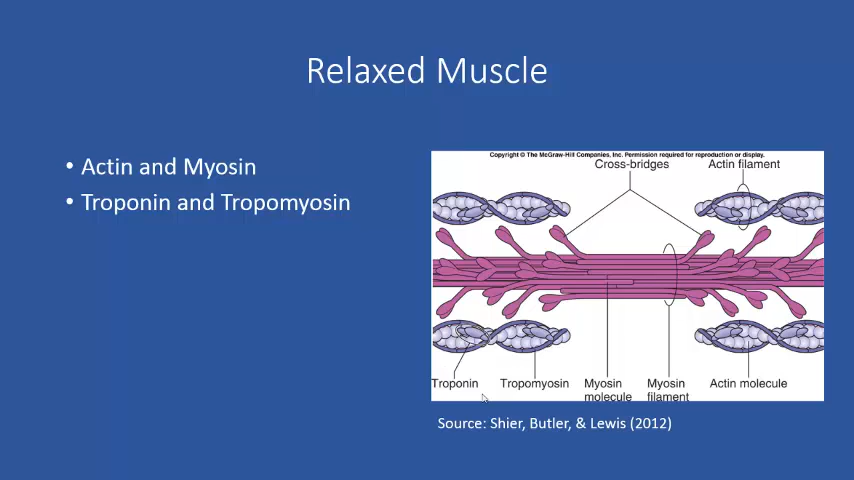 Relaxed Muscle
• Actin and Myosin
• Troponin and Tropomyosin
Copyright © The McGraw-Hill Companies, Inc. Permission required for reproduction or display.
Cross-bridges
Actin filament
Troponin
Tropomyosin
Myosin
molecule
Myosin
filament
Actin molecule
Source: Shier, Butler, & Lewis (2012)